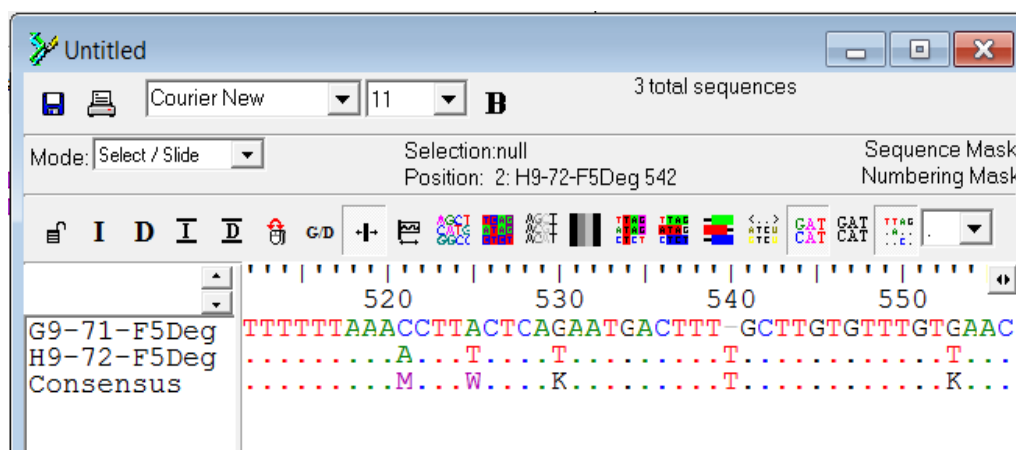 Untitled
Courier New 11 B 3 total sequences
Mode: Select / Slide Selection:null Sequence Mask
Position: 2: H9-72-F5Deg 542 Numbering Mask
I D I D G/D
520 530 540 550
G9-71-F5Deg TTTTTTAAACCTTACTCAGAATGACTTT-GCTTGTGTTTGTGAAC
H9-72-F5Deg .........A...T....T.........T............T...
Consensus .........M...W....K.........T............K...